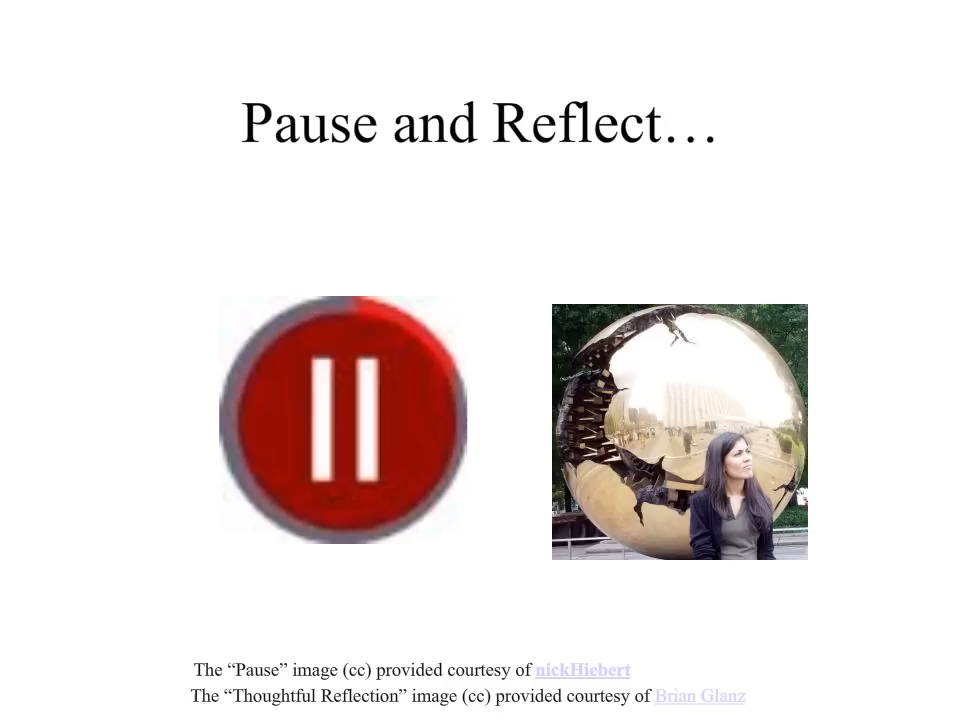 Pause and Reflect…
The “Pause” image (cc) provided courtesy of nickHiebert
The “Thoughtful Reflection” image (cc) provided courtesy of Brian Glanz